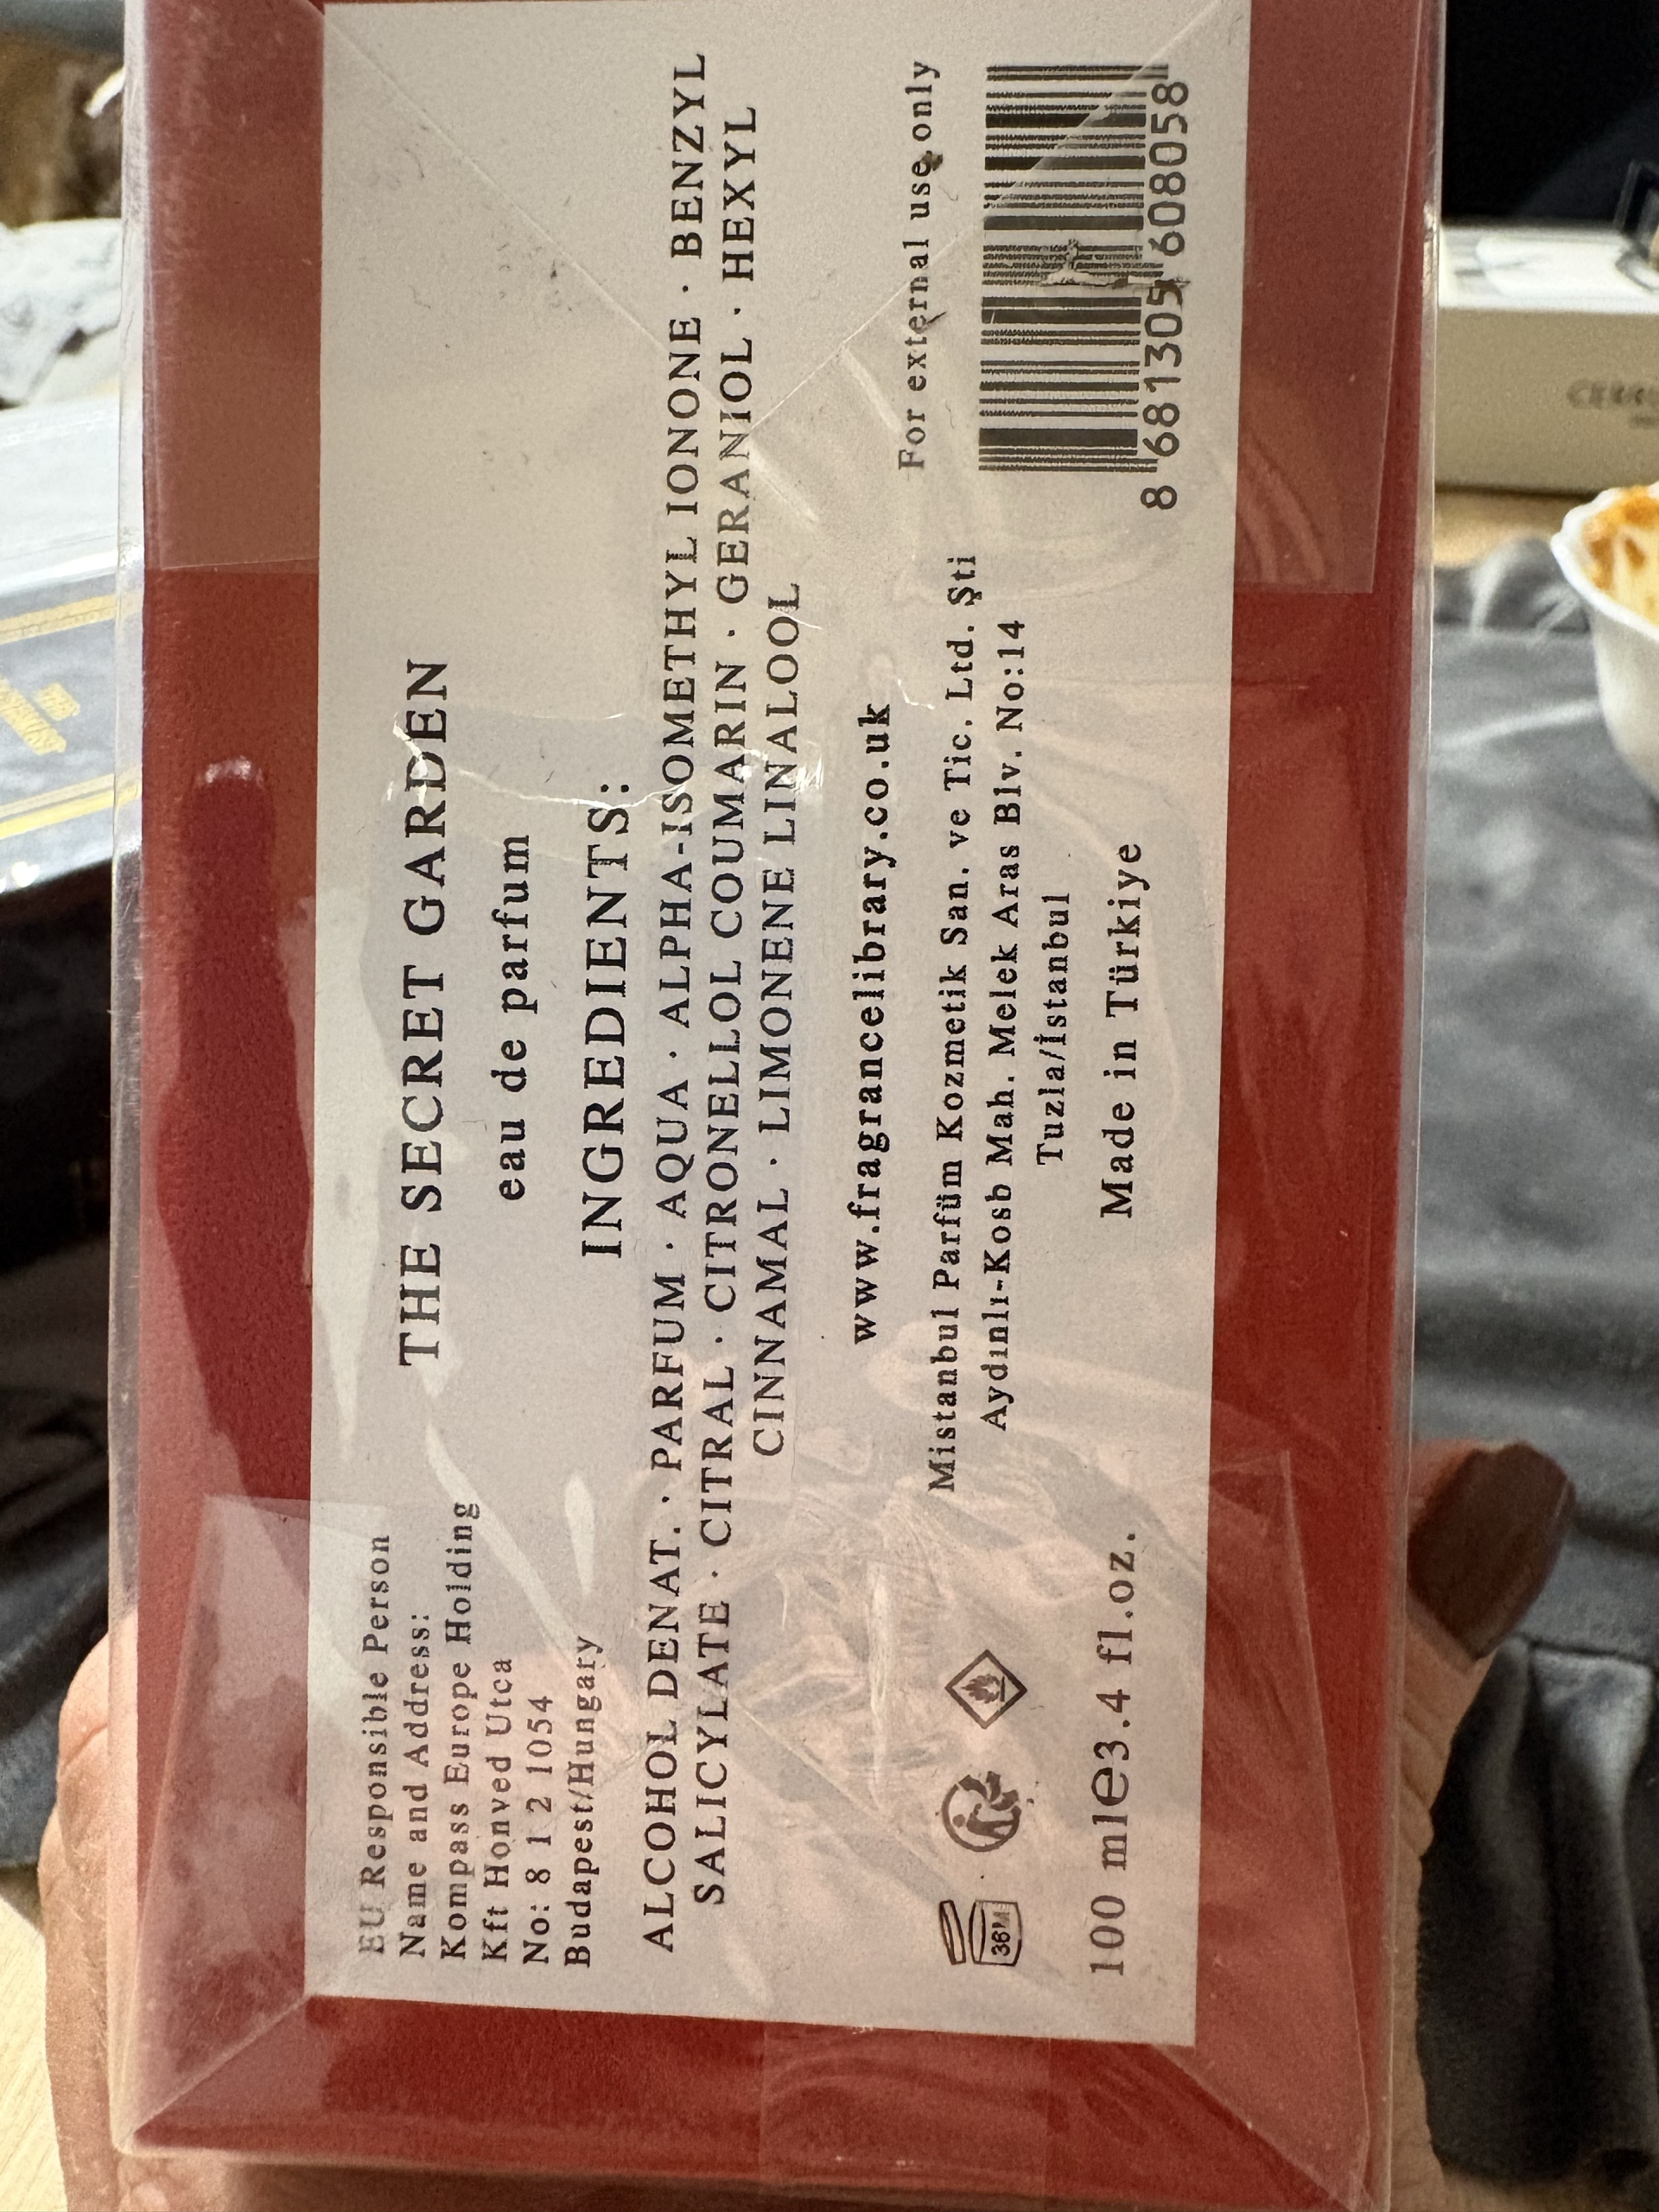 EU Responsible Person
Name and Address:
Kompass Europe Holding
Kft Honved Utca
No: 8 1 2 1054
Budapest/Hungary
THE SECRET GARDEN
eau de parfum
INGREDIENTS:
ALCOHOL DENAT. · PARFUM · AQUA · ALPHA-ISOMETHYL IONONE · BENZYL
SALICYLATE · CITRAL · CITRONELLOL COUMARIN · GERANIOL · HEXYL
CINNAMAL · LIMONENE LINALOOL
www.fragrancelibrary.co.uk
Mistanbul Parfüm Kozmetik San. ve Tic. Ltd. Şti
Aydınlı-Kosb Mah. Melek Aras Blv. No:14
Tuzla/İstanbul
Made in Türkiye
36M
100 ml e 3.4 fl.oz.
For external use only
8 681305 608058